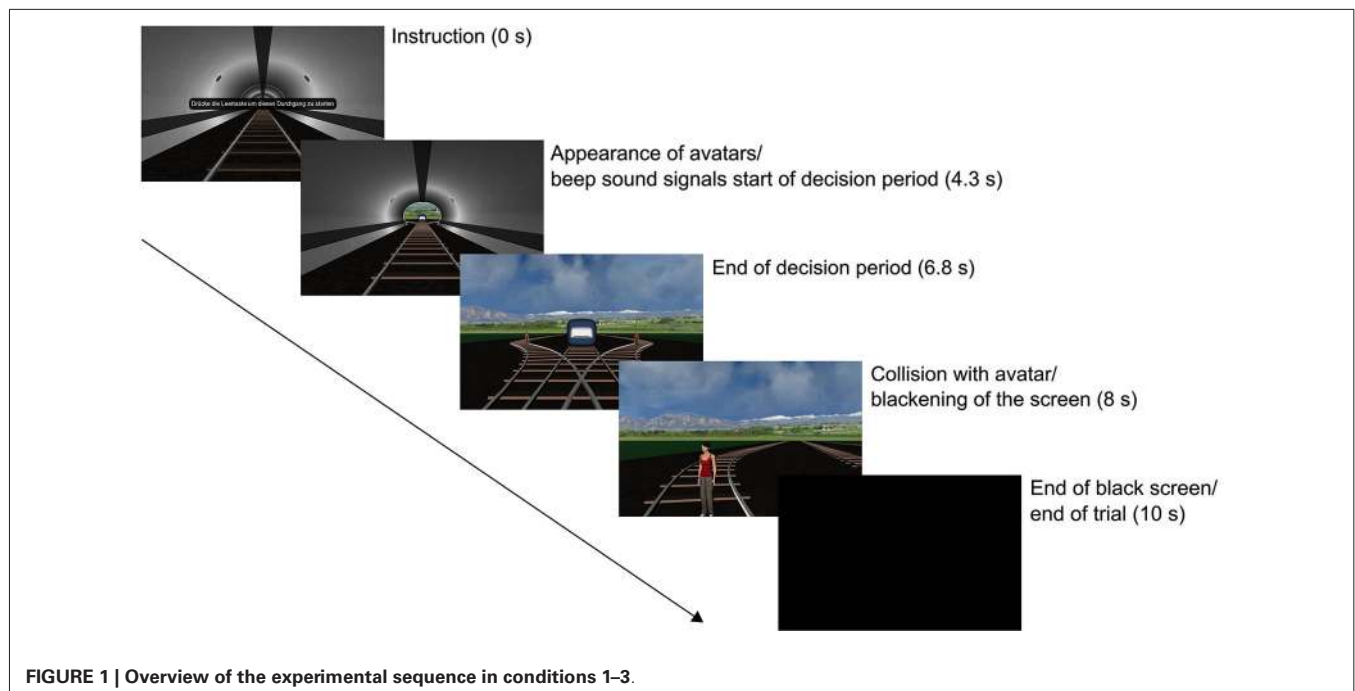 Instruction (0 s)
Drücke die Leertaste um diesen Durchgang zu starten
Appearance of avatars/
beep sound signals start of decision period (4.3 s)
End of decision period (6.8 s)
Collision with avatar/
blackening of the screen (8 s)
End of black screen/
end of trial (10 s)
FIGURE 1 | Overview of the experimental sequence in conditions 1–3.